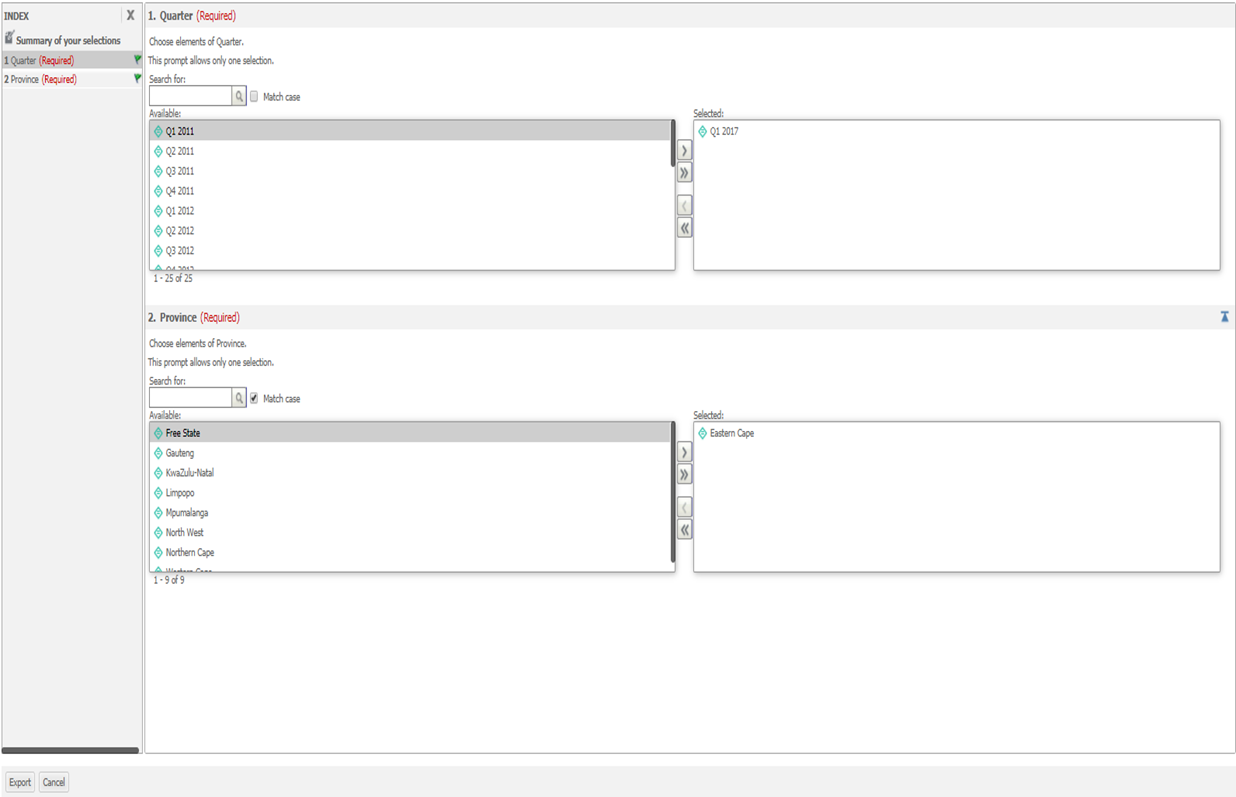 INDEX X
Summary of your selections
1 Quarter (Required)
2 Province (Required)
1. Quarter (Required)
Choose elements of Quarter.
This prompt allows only one selection.
Search for:
Match case
Available:
Q1 2011
Q2 2011
Q3 2011
Q4 2011
Q1 2012
Q2 2012
Q3 2012
Q4 2012
1 - 25 of 25
Selected:
Q1 2017
2. Province (Required)
Choose elements of Province.
This prompt allows only one selection.
Search for:
Match case
Available:
Free State
Gauteng
KwaZulu-Natal
Limpopo
Mpumalanga
North West
Northern Cape
Western Cape
1 - 9 of 9
Selected:
Eastern Cape
Export Cancel